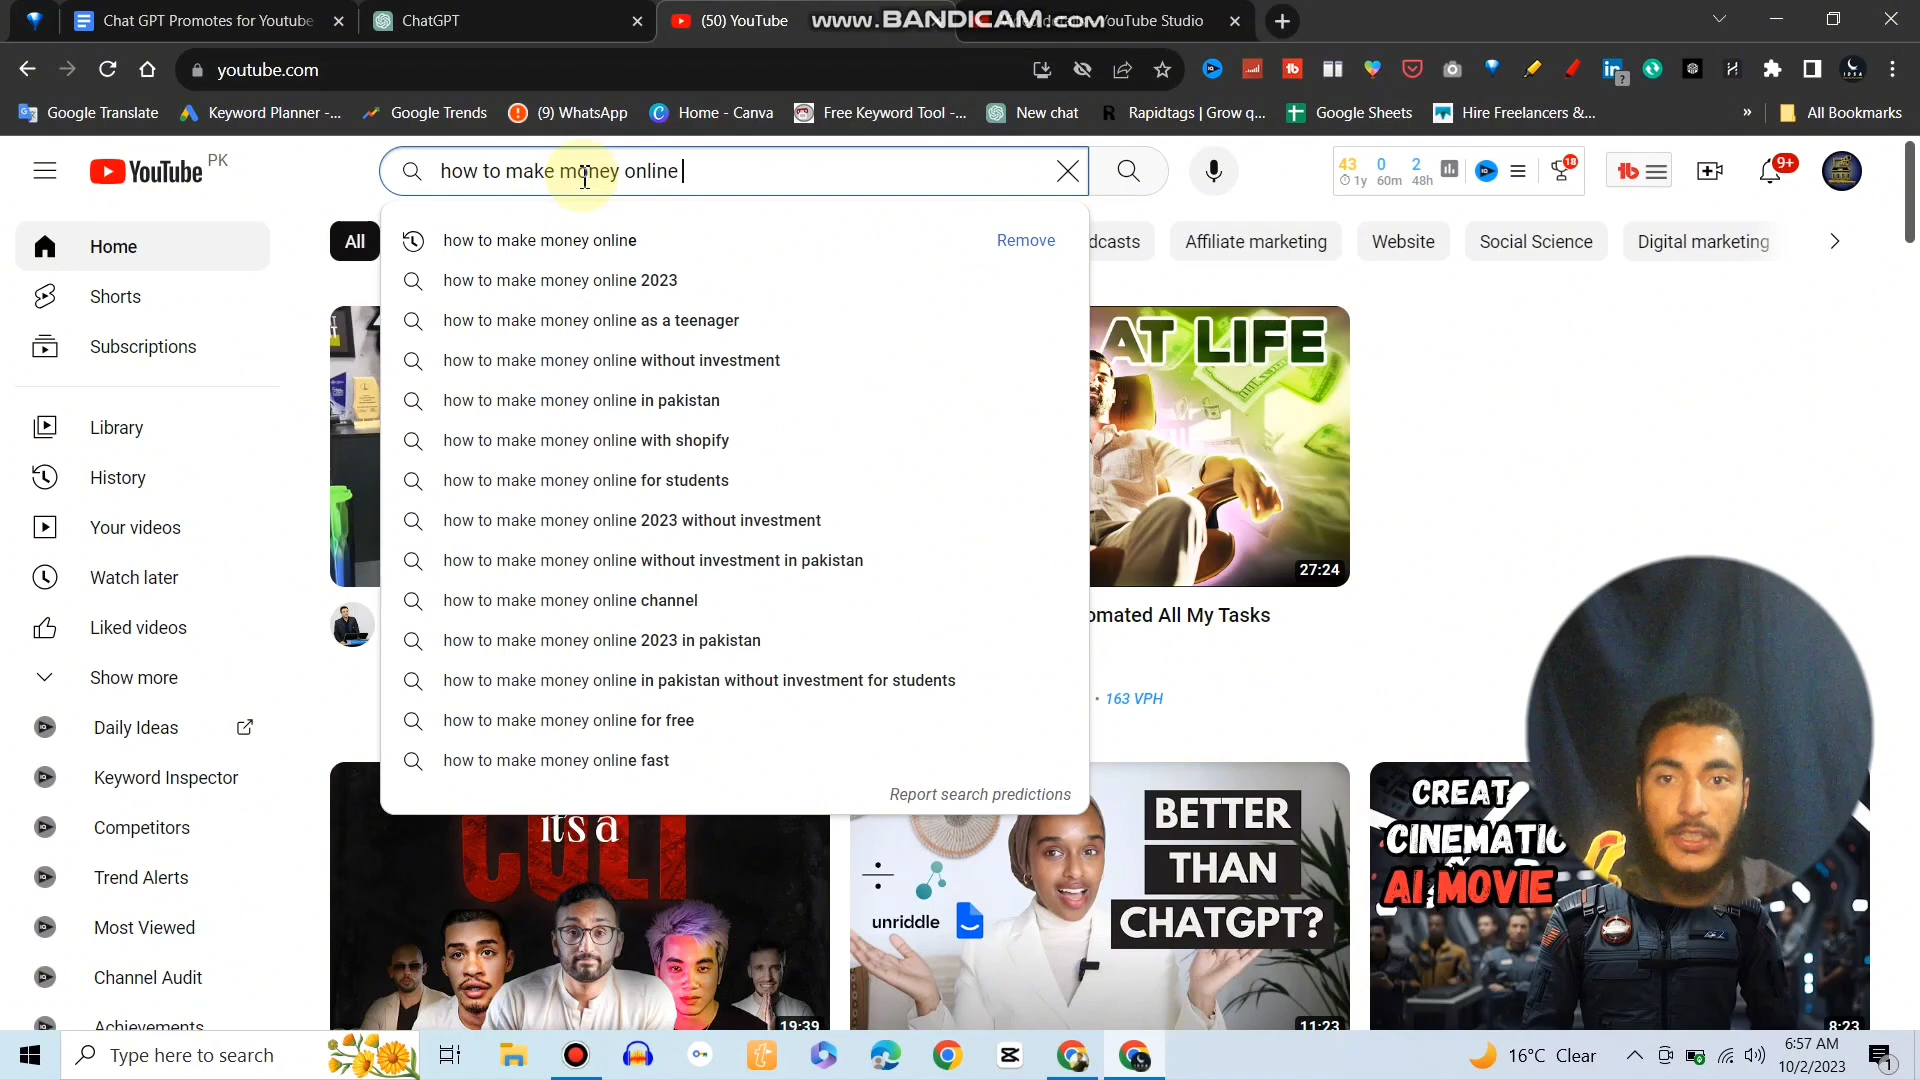 Chat GPT Promotes for Youtube
ChatGPT
(50) YouTube
www.BANDICAM.com
YouTube Studio
youtube.com
Google Translate
Keyword Planner -...
Google Trends
(9) WhatsApp
Home - Canva
Free Keyword Tool -...
New chat
Rapidtags | Grow q...
Google Sheets
Hire Freelancers &...
»
All Bookmarks
YouTube PK
how to make money online
43 0 2
1y 60m 48h
18
tb
9+
Home
Shorts
Subscriptions
Library
History
Your videos
Watch later
Liked videos
Show more
Daily Ideas
Keyword Inspector
Competitors
Trend Alerts
Most Viewed
Channel Audit
Achievements
All
dcasts
Affiliate marketing
Website
Social Science
Digital marketing
how to make money online
Remove
how to make money online 2023
how to make money online as a teenager
how to make money online without investment
how to make money online in pakistan
how to make money online with shopify
how to make money online for students
how to make money online 2023 without investment
how to make money online without investment in pakistan
how to make money online channel
how to make money online 2023 in pakistan
how to make money online in pakistan without investment for students
how to make money online for free
how to make money online fast
Report search predictions
AT LIFE
27:24
omated All My Tasks
• 163 VPH
it's a
CULT
19:39
BETTER
THAN
CHATGPT?
unriddle
11:23
CREAT
CINEMATIC
AI MOVIE
8:23
Type here to search
16°C Clear
6:57 AM
10/2/2023
1